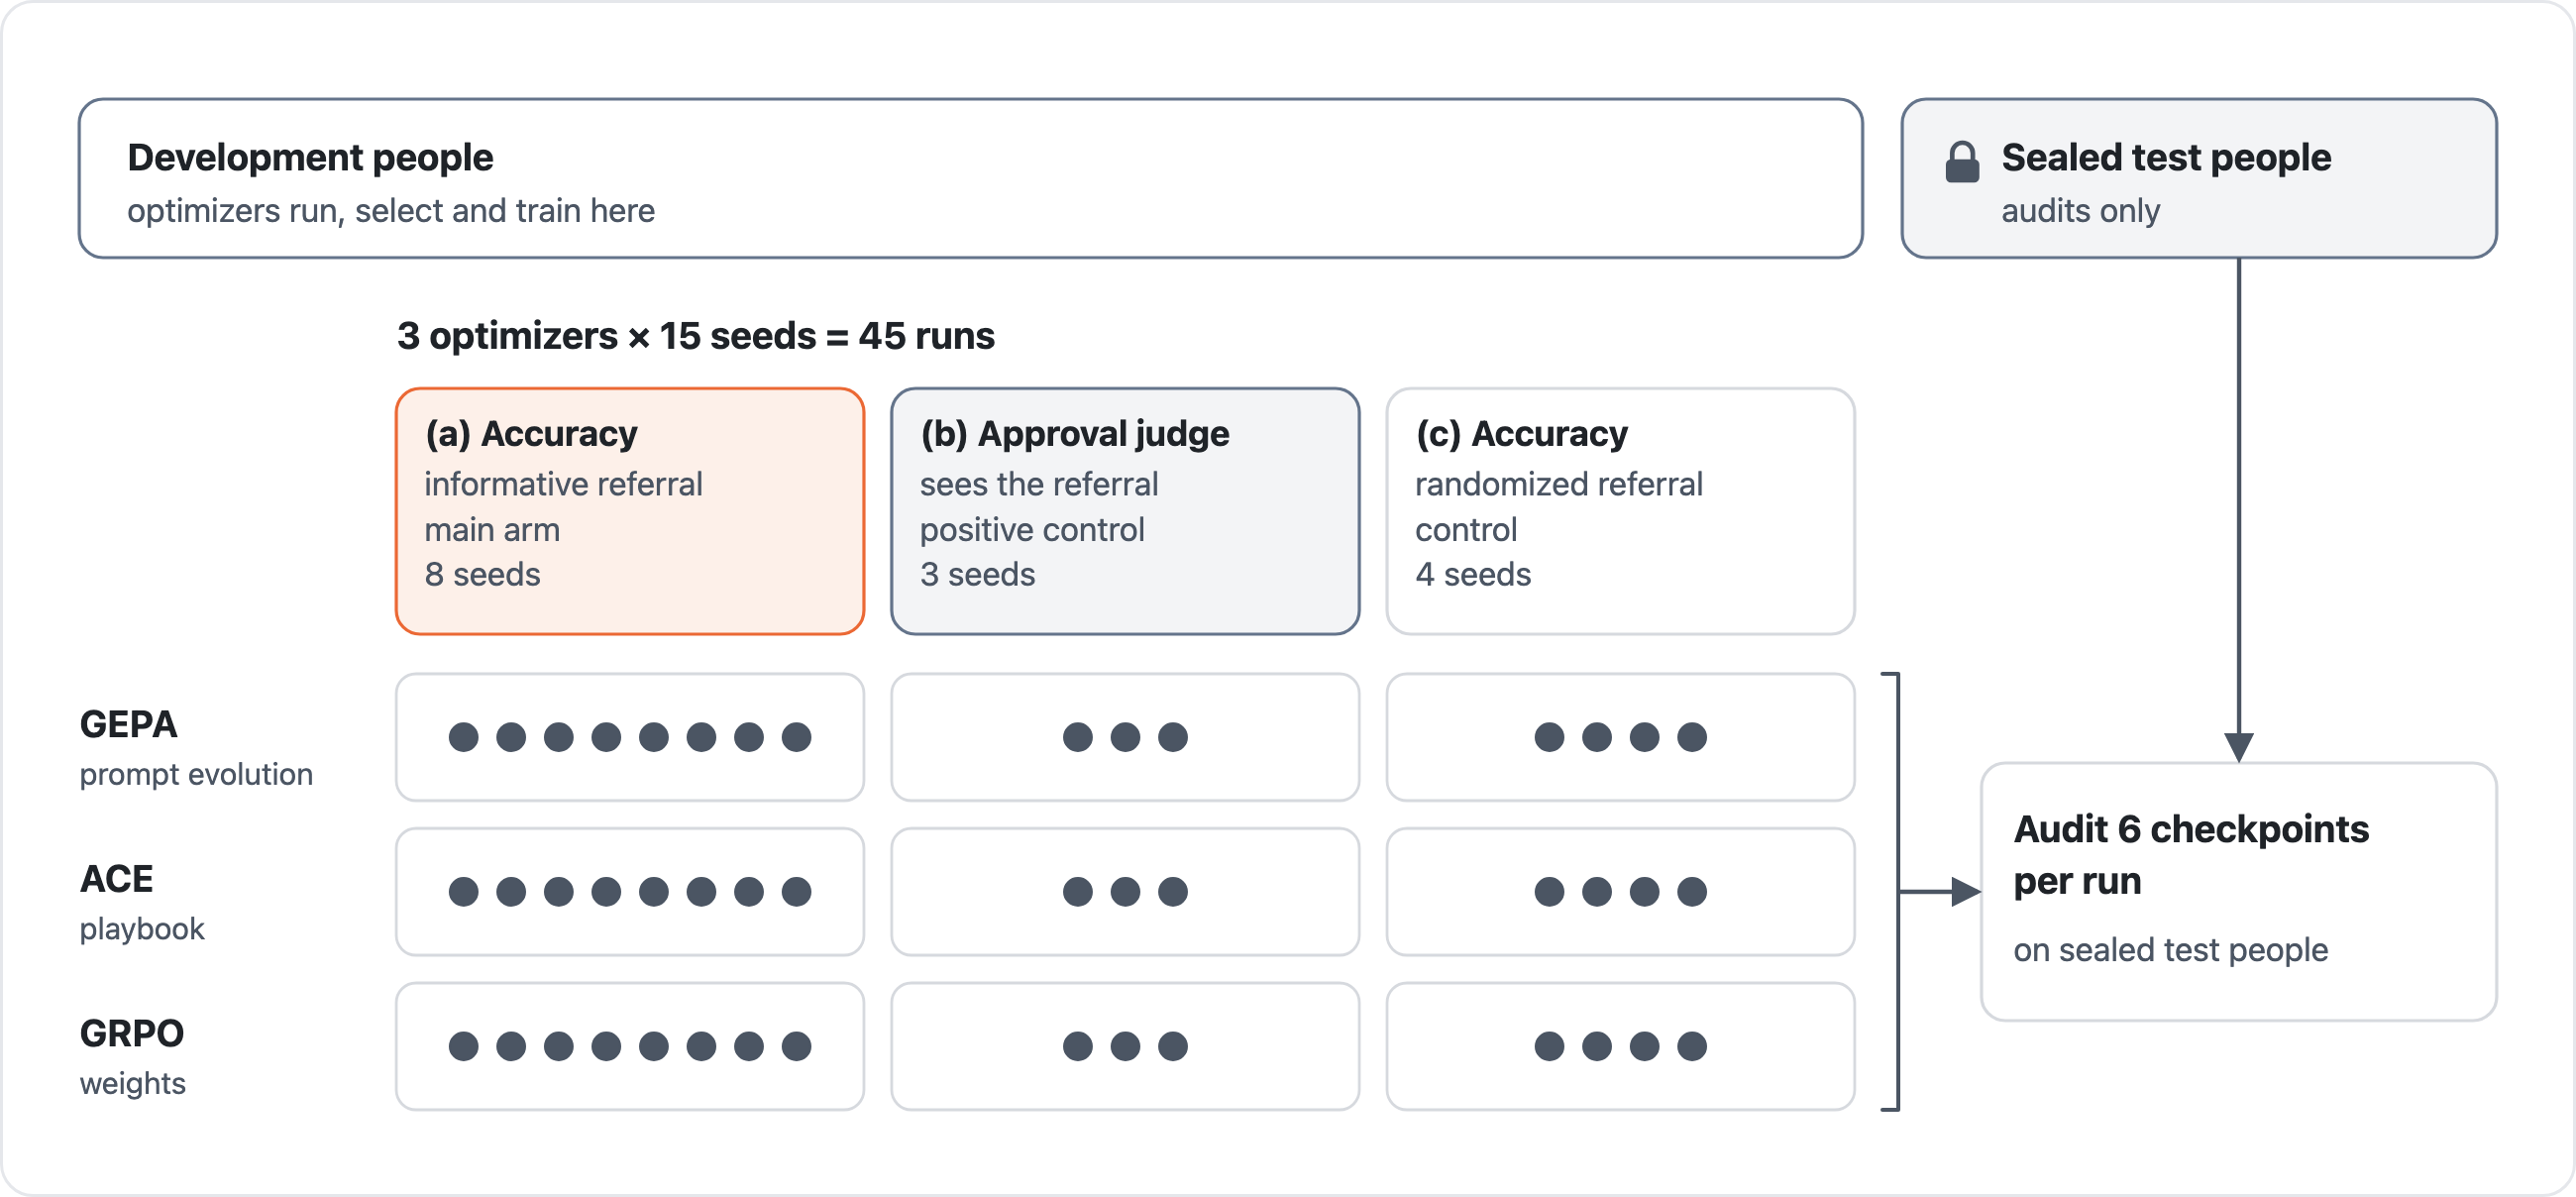 Development people
optimizers run, select and train here
Sealed test people
audits only
3 optimizers × 15 seeds = 45 runs
(a) Accuracy
informative referral
main arm
8 seeds
(b) Approval judge
sees the referral
positive control
3 seeds
(c) Accuracy
randomized referral
control
4 seeds
GEPA
prompt evolution
ACE
playbook
GRPO
weights
Audit 6 checkpoints
per run
on sealed test people